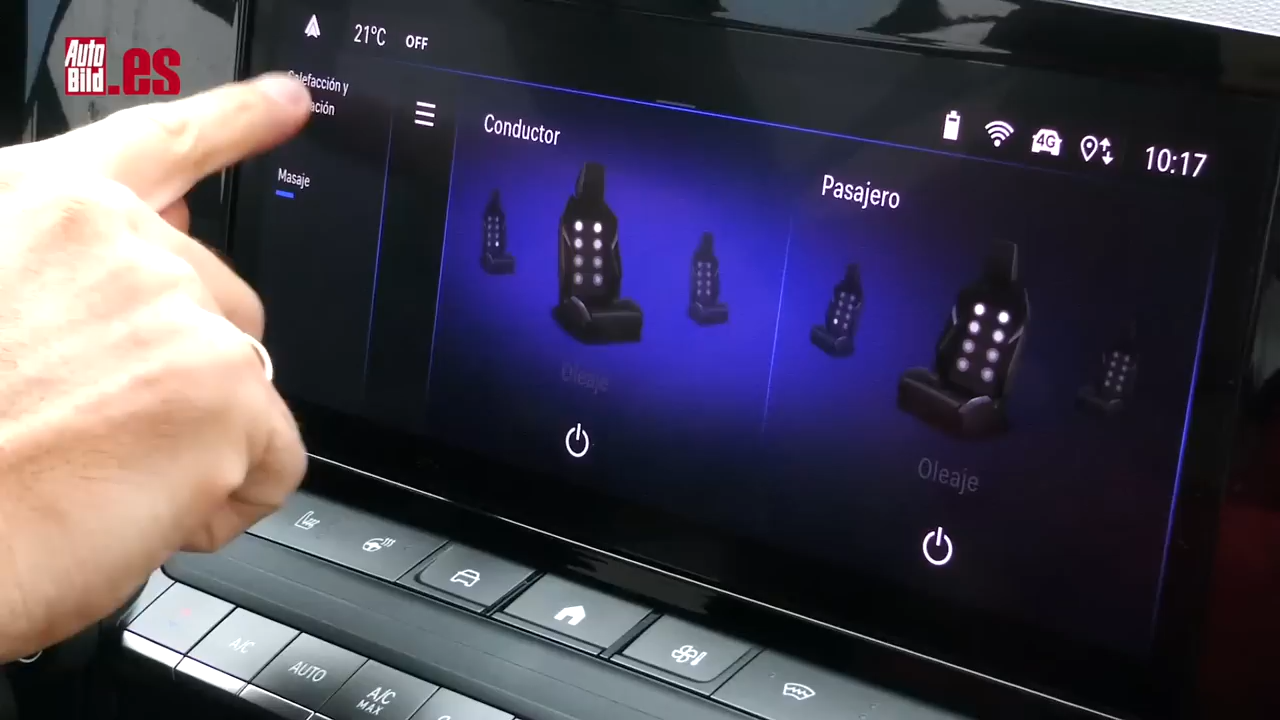 Auto
Bild
.es
21°C OFF
Calefacción y
Masaje
Conductor
Pasajero
4G
10:17
Oleaje
Oleaje
A/C
AUTO
A/C
MAX